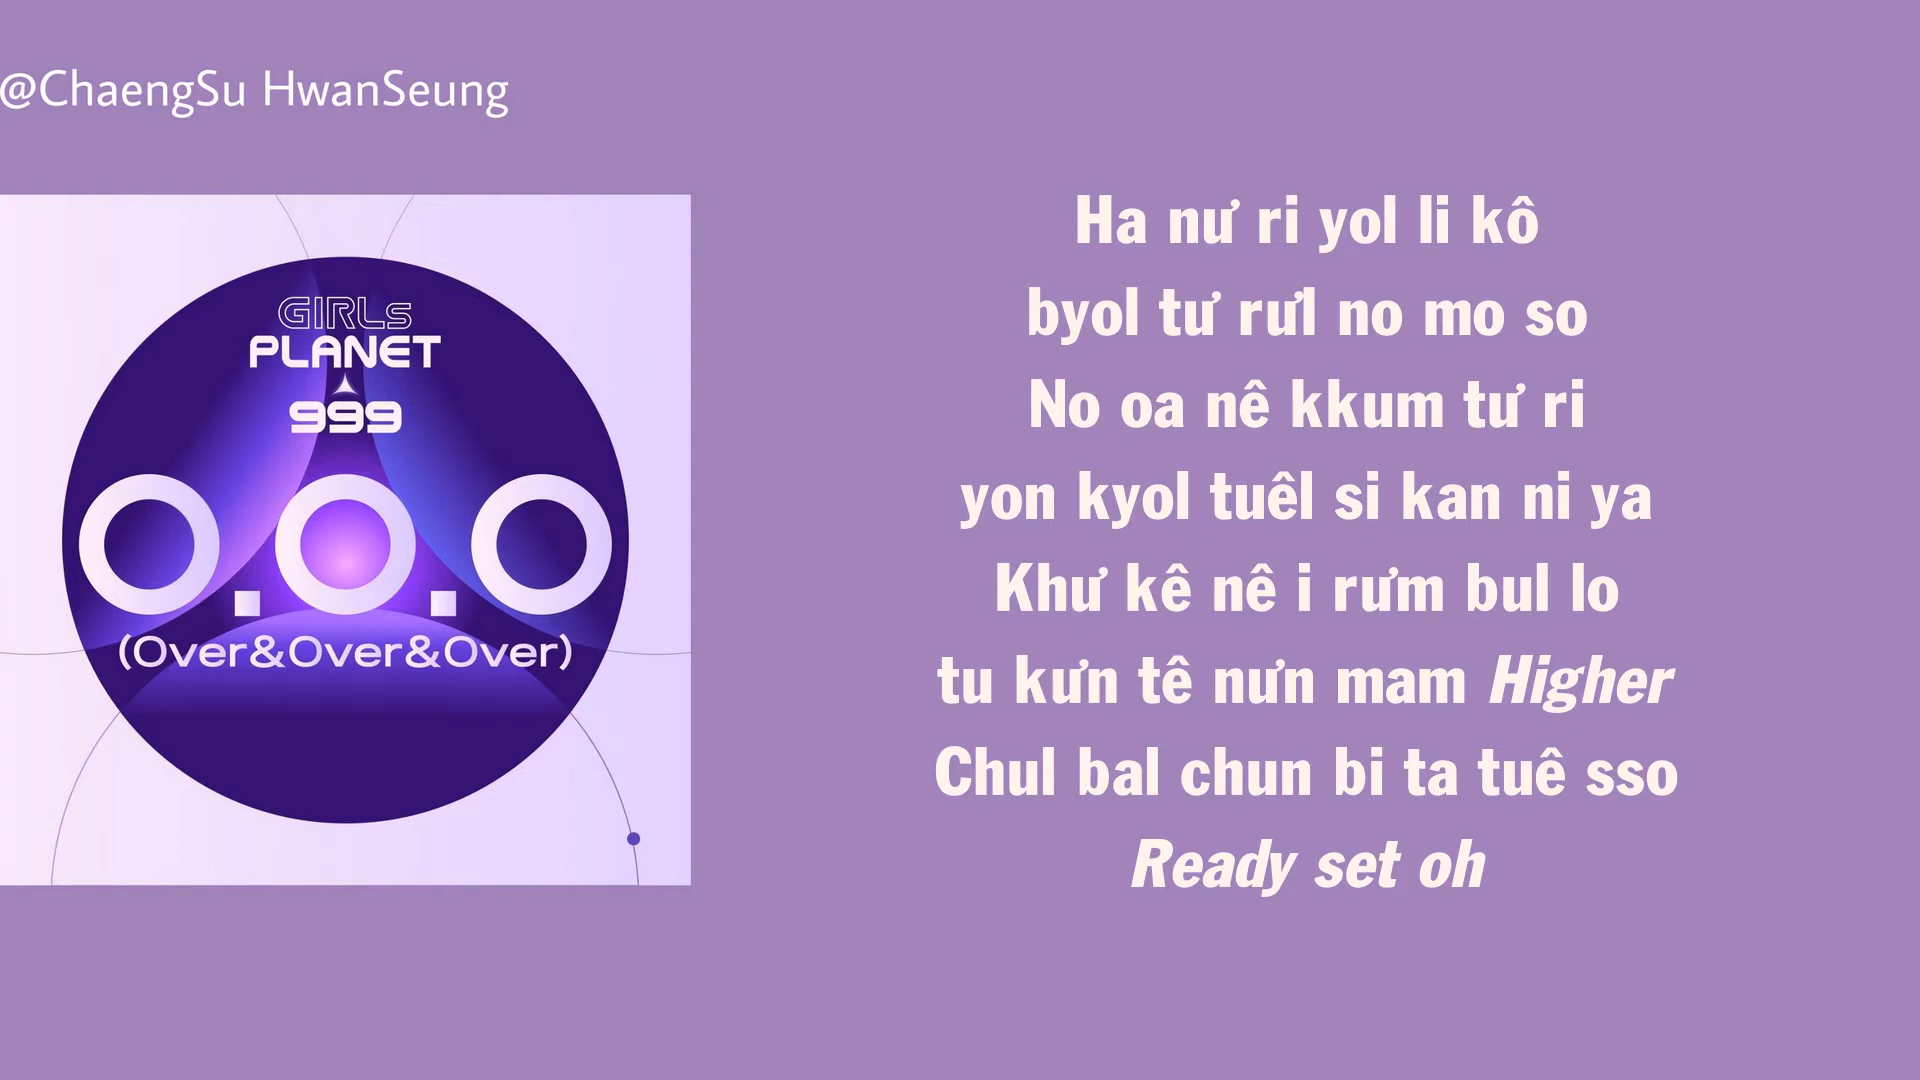 @ChaengSu HwanSeung
GIRLs
PLANET
999
O.O.O
(Over&Over&Over)
Ha nư ri yol li kô
byol tư rưl no mo so
No oa nê kkum tư ri
yon kyol tuêl si kan ni ya
Khư kê nê i rưm bul lo
tu kưn tê nưn mam Higher
Chul bal chun bi ta tuê sso
Ready set oh